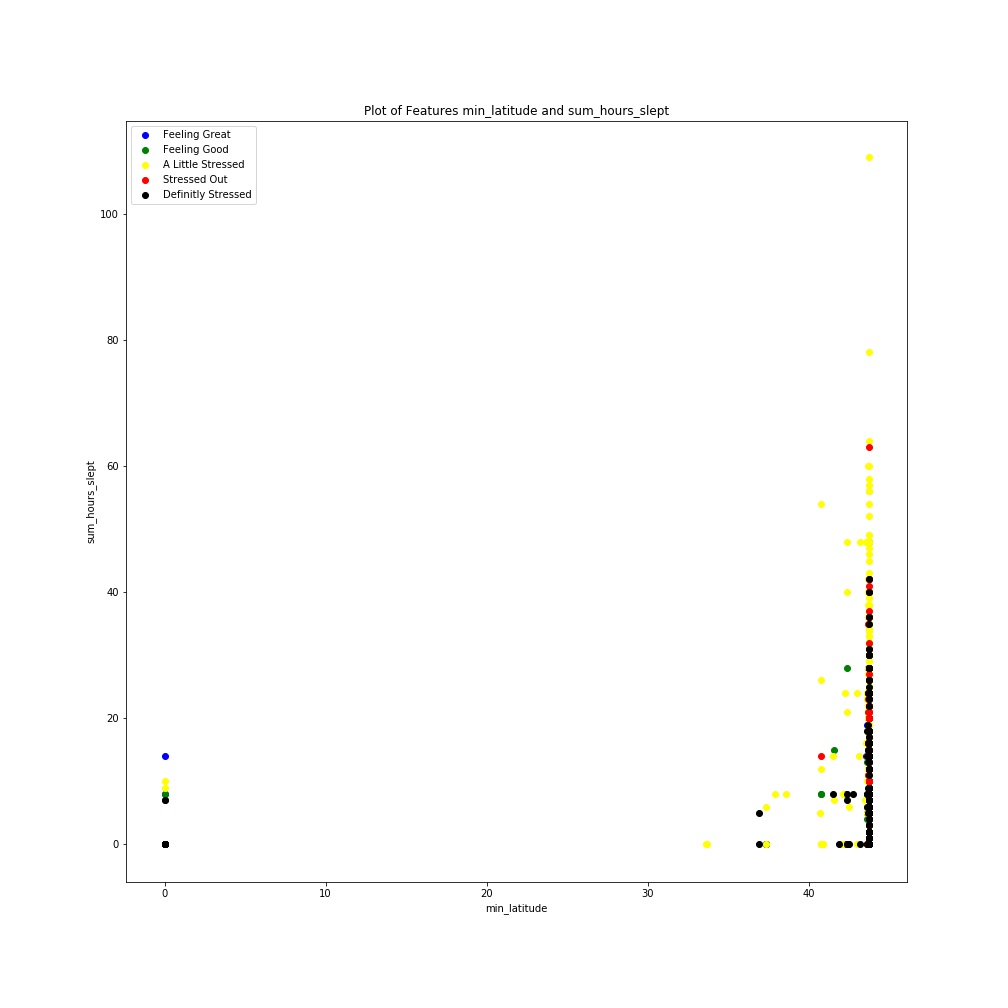 Plot of Features min_latitude and sum_hours_slept
Feeling Great
Feeling Good
A Little Stressed
Stressed Out
Definitly Stressed
100
80
60
40
20
0
sum_hours_slept
0 10 20 30 40
min_latitude